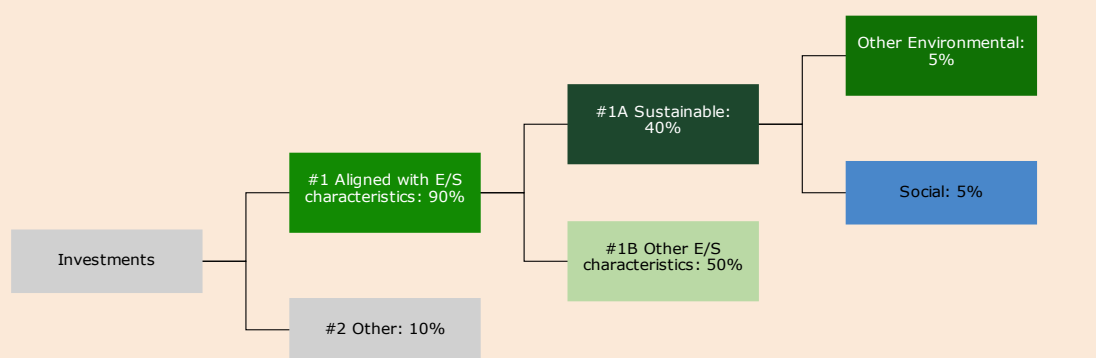 Other Environmental:
5%
#1A Sustainable:
40%
#1 Aligned with E/S
characteristics: 90%
Social: 5%
Investments
#1B Other E/S
characteristics: 50%
#2 Other: 10%